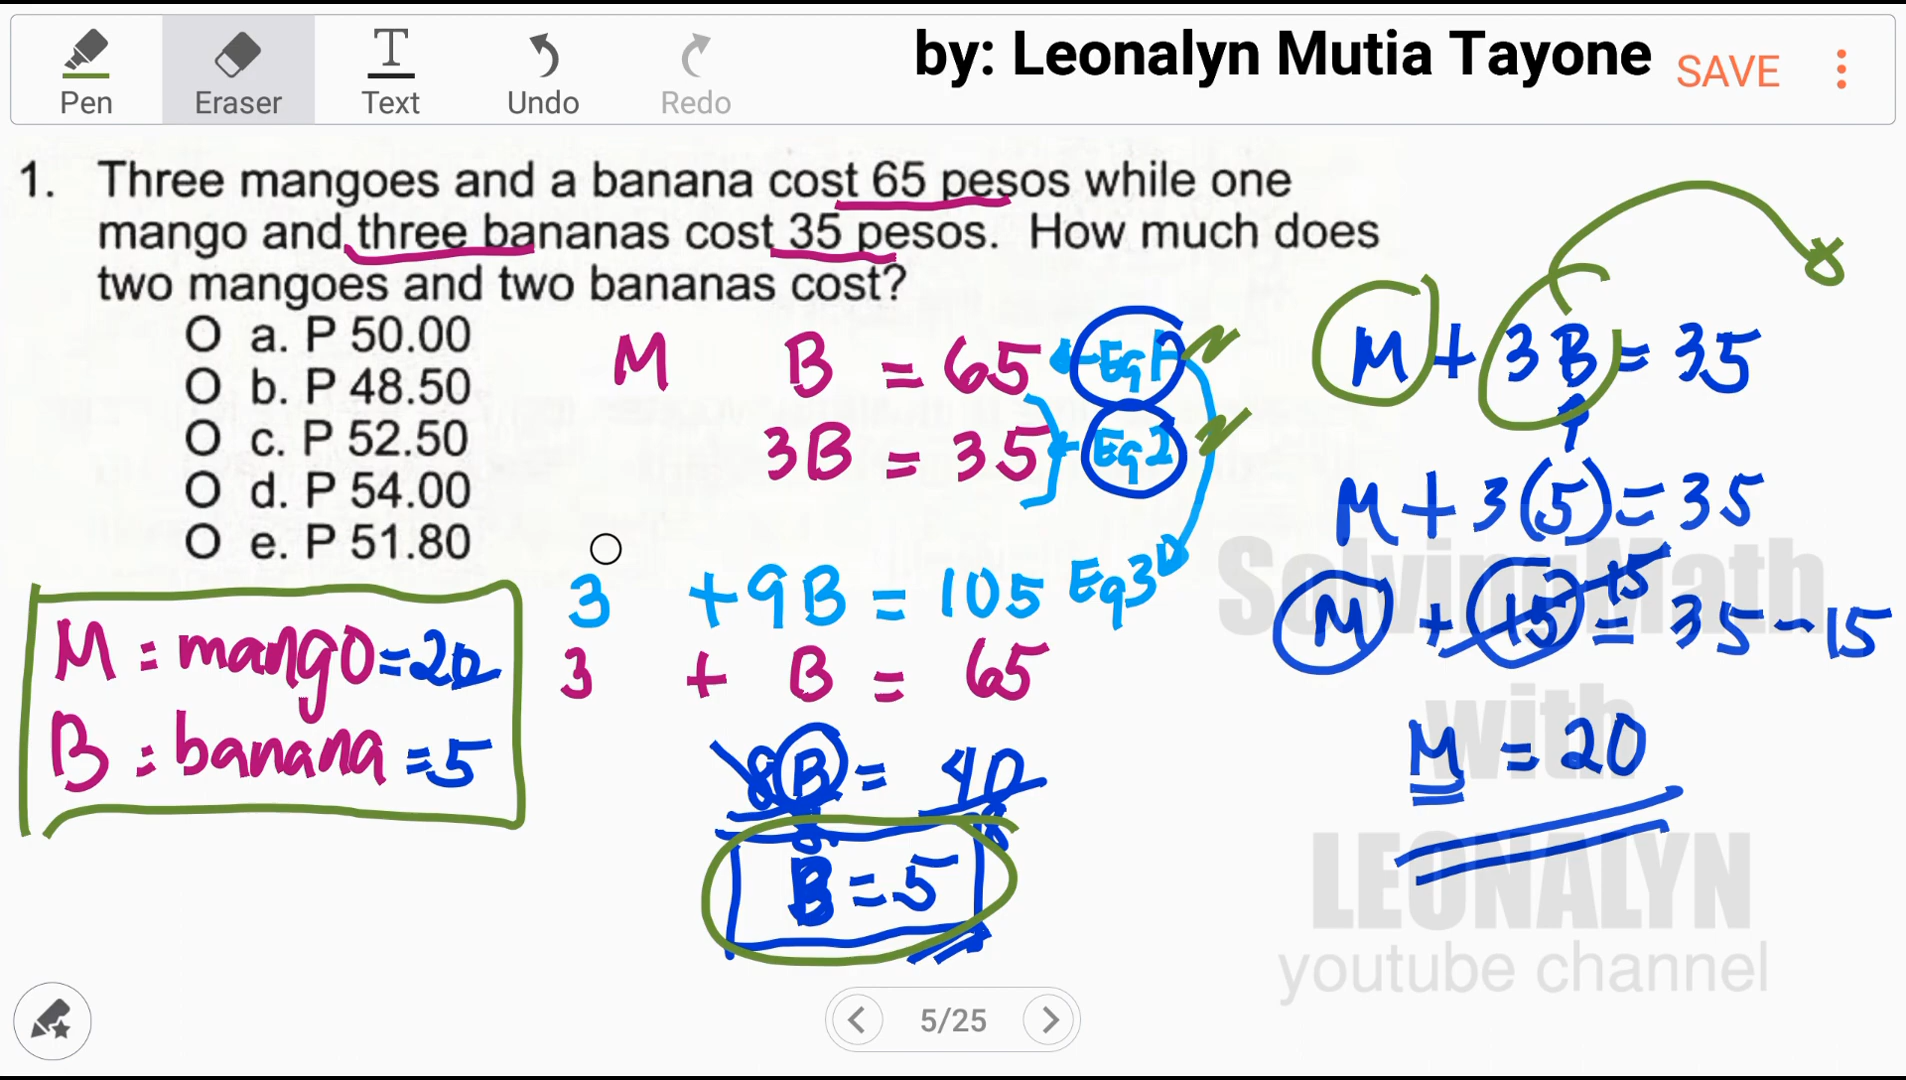 by: Leonalyn Mutia Tayone
SAVE
Pen
Eraser
Text
Undo
Redo
1. Three mangoes and a banana cost 65 pesos while one
mango and three bananas cost 35 pesos. How much does
two mangoes and two bananas cost?
O a. P 50.00
O b. P 48.50
O c. P 52.50
O d. P 54.00
O e. P 51.80
M B = 65 Eq1
3B = 35 Eq2
3 +9B = 105 Eq3
3 + B = 65
8B = 40
8 8
B = 5
M = mango = 20
B = banana = 5
M + 3B = 35
M + 3(5) = 35
M + 15 = 35 - 15
M = 20
Solving Math
with
LEONALYN
youtube channel
5/25